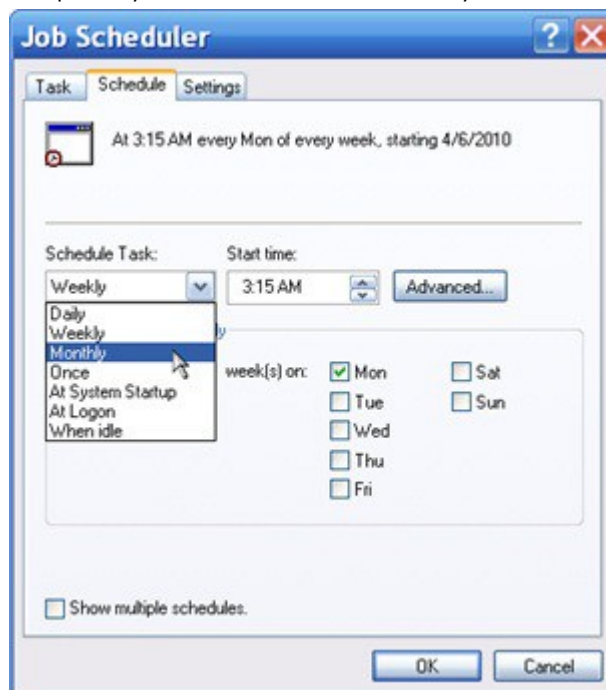 Job Scheduler
Task Schedule Settings
At 3:15 AM every Mon of every week, starting 4/6/2010
Schedule Task: Start time:
Weekly 3:15 AM Advanced...
Daily
Weekly
Monthly
Once week(s) on: Mon Sat
At System Startup Tue Sun
At Logon
When idle Wed
Thu
Fri
Show multiple schedules.
OK Cancel